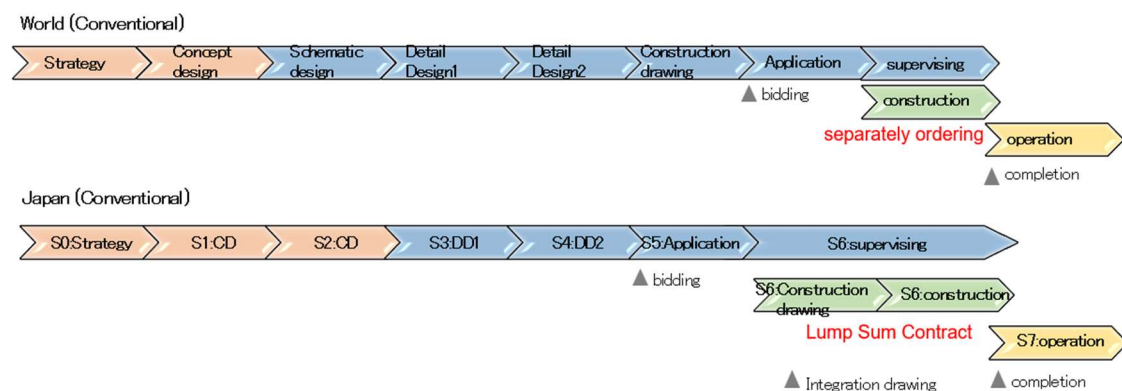 World (Conventional)
Strategy
Concept
design
Schematic
design
Detail
Design1
Detail
Design2
Construction
drawing
Application
supervising
bidding
construction
separately ordering
operation
completion
Japan (Conventional)
S0:Strategy
S1:CD
S2:CD
S3:DD1
S4:DD2
S5:Application
S6:supervising
bidding
S6:Construction
drawing
S6:construction
Lump Sum Contract
S7:operation
Integration drawing
completion